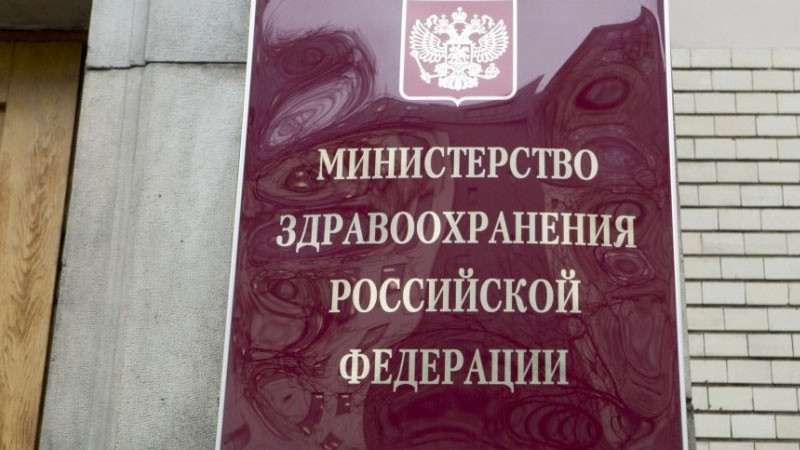 МИНИСТЕРСТВО
ЗДРАВООХРАНЕНИЯ
РОССИЙСКОЙ
ФЕДЕРАЦИИ